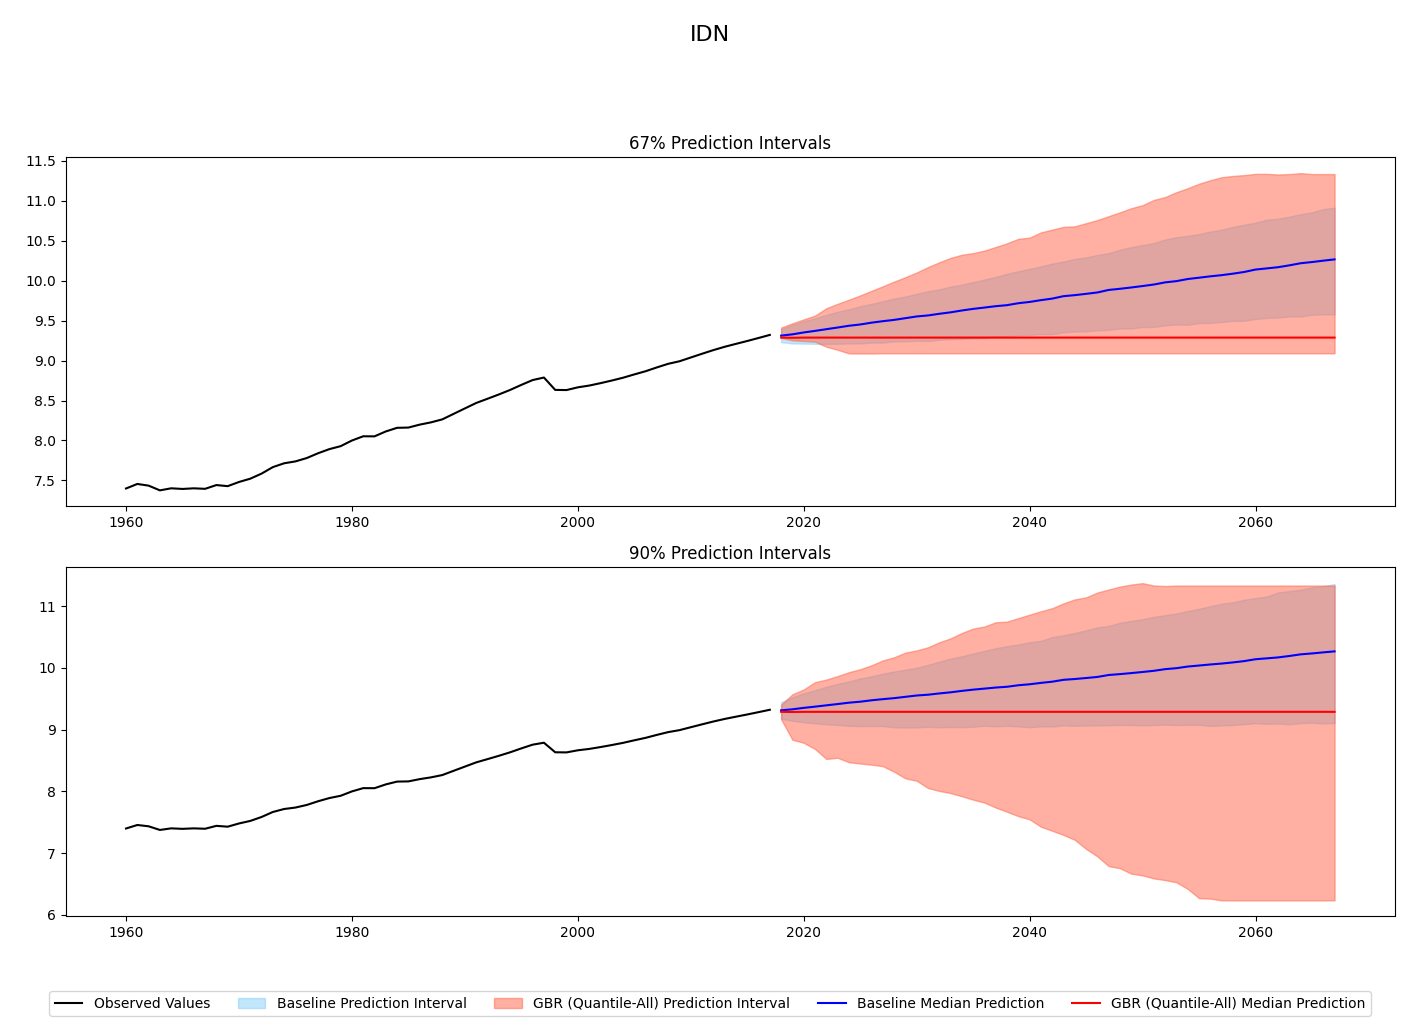 IDN
67% Prediction Intervals
11.5
11.0
10.5
10.0
9.5
9.0
8.5
8.0
7.5
1960 1980 2000 2020 2040 2060
90% Prediction Intervals
11
10
9
8
7
6
1960 1980 2000 2020 2040 2060
Observed Values Baseline Prediction Interval GBR (Quantile-All) Prediction Interval Baseline Median Prediction GBR (Quantile-All) Median Prediction